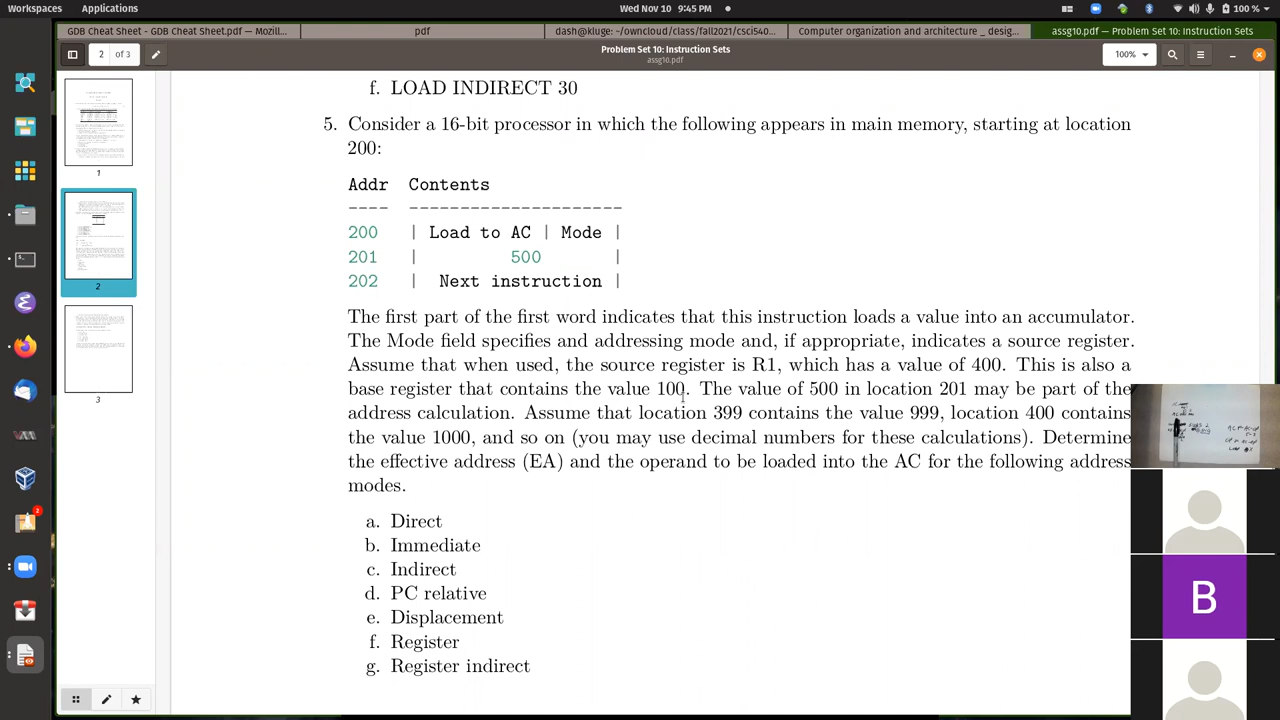 Workspaces Applications Wed Nov 10 9:45 PM 100 %
GDB Cheat Sheet - GDB Cheat Sheet.pdf — Mozill... pdf dash@kluge: ~/owncloud/class/fall2021/csci540... Computer organization and architecture _ desig... assg10.pdf — Problem Set 10: Instruction Sets
2 of 3 Problem Set 10: Instruction Sets 100%
assg10.pdf
f. LOAD INDIRECT 30
5. Consider a 16-bit processor in which the following appears in main memory, starting at location
200:
Addr Contents
---- ---------------------
200 | Load to AC | Mode |
201 | 500 |
202 | Next instruction |
The first part of the first word indicates that this instruction loads a value into an accumulator.
The Mode field specifies and addressing mode and, if appropriate, indicates a source register.
Assume that when used, the source register is R1, which has a value of 400. This is also a
base register that contains the value 100. The value of 500 in location 201 may be part of the
address calculation. Assume that location 399 contains the value 999, location 400 contains
the value 1000, and so on (you may use decimal numbers for these calculations). Determine
the effective address (EA) and the operand to be loaded into the AC for the following address
modes.
a. Direct
b. Immediate
c. Indirect
d. PC relative
e. Displacement
f. Register
g. Register indirect
1
2
3
2
B